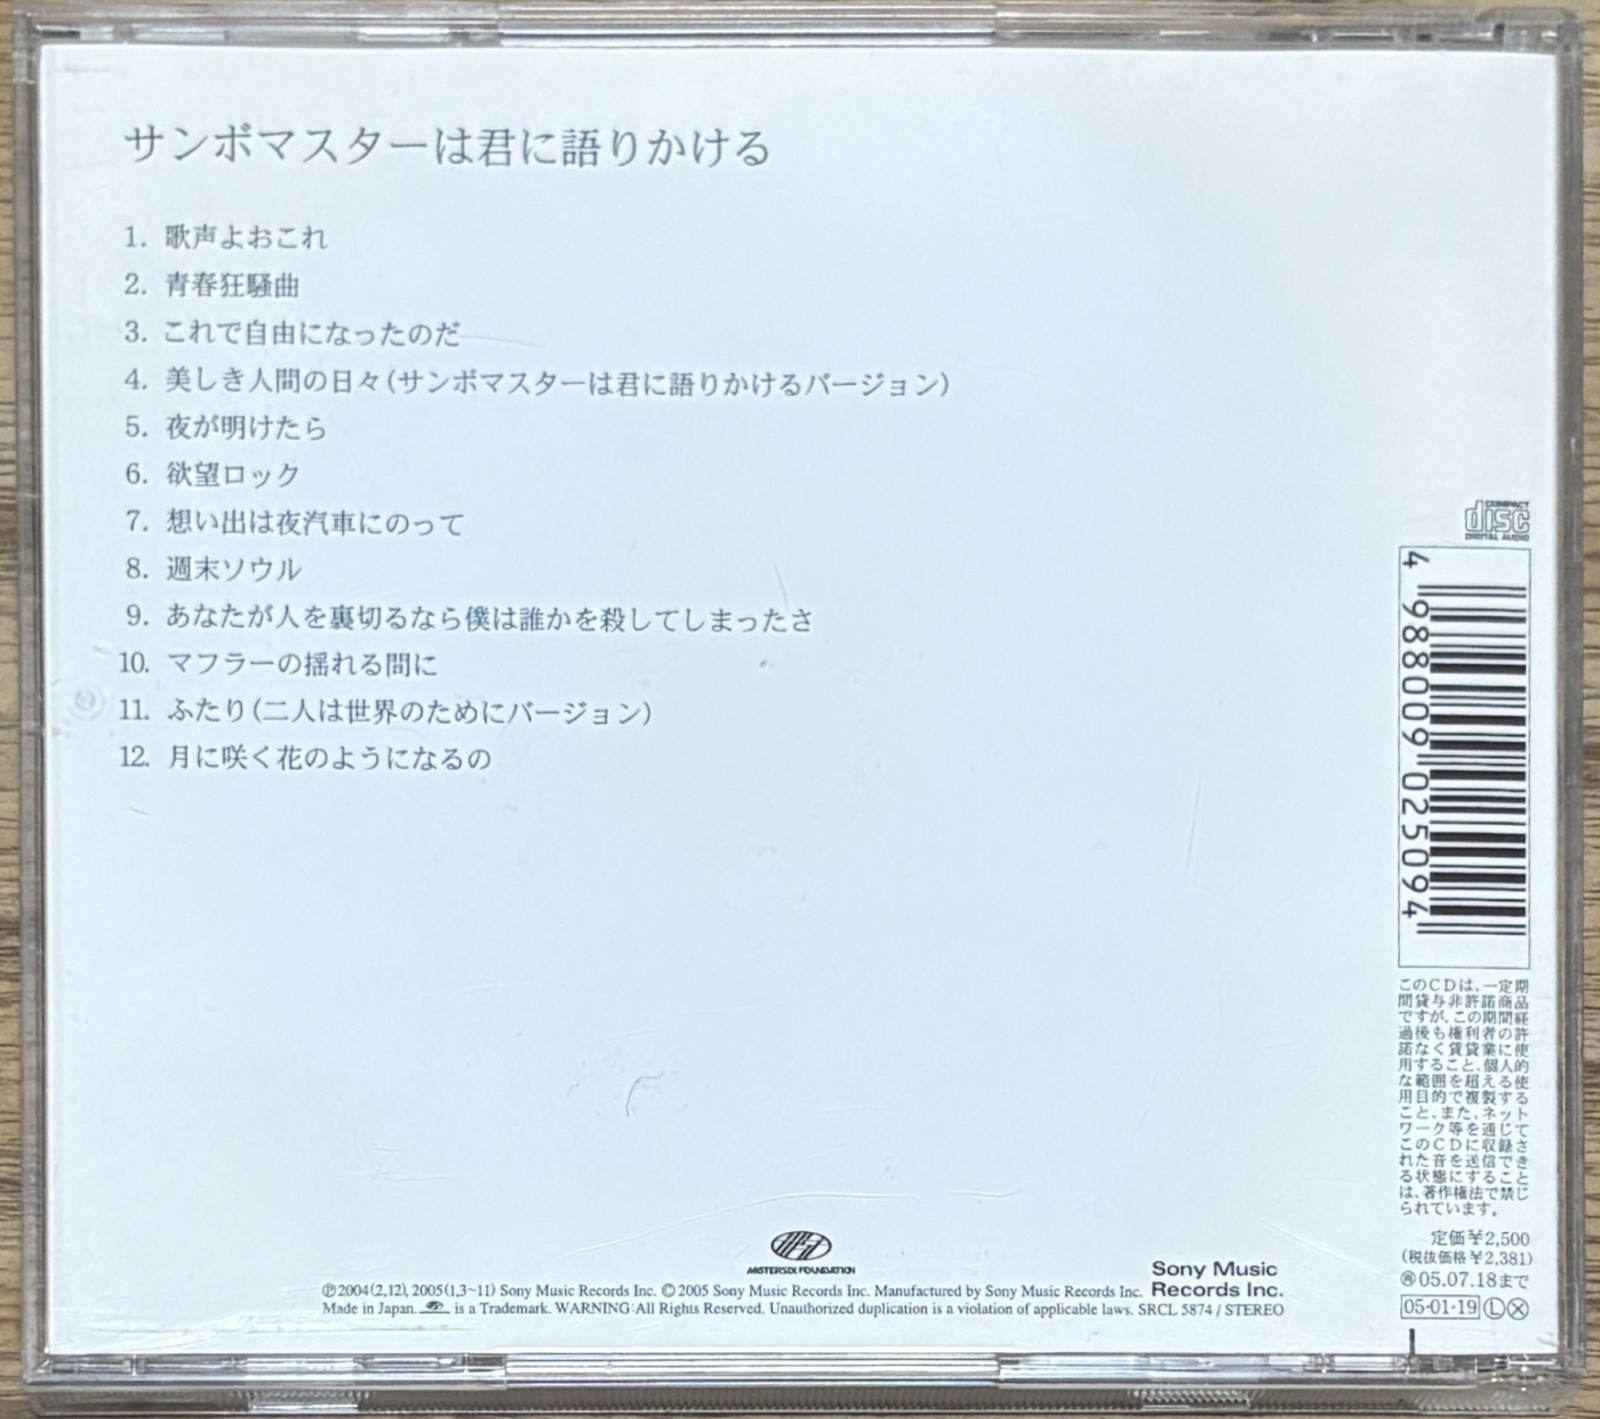 サンボマスターは君に語りかける
1. 歌声よおこれ
2. 青春狂騒曲
3. これで自由になったのだ
4. 美しき人間の日々(サンボマスターは君に語りかけるバージョン)
5. 夜が明けたら
6. 欲望ロック
7. 想い出は夜汽車にのって
8. 週末ソウル
9. あなたが人を裏切るなら僕は誰かを殺してしまったさ
10. マフラーの揺れる間に
11. ふたり(二人は世界のためにバージョン)
12. 月に咲く花のようになるの
COMPACT
disc
DIGITAL AUDIO
4 988009 025094
このCDは、一定期
間貸与非許諾商品
ですが、この期間経
過後も権利者の許
諾なく賃貸業に使
用すること、個人的
な範囲を超える使
用目的で複製する
こと、また、ネット
ワーク等を通じて
このCDに収録さ
れた音を送信でき
る状態にすること
は、著作権法で禁じ
られています。
定価¥2,500
(税抜価格¥2,381)
㊢05.07.18まで
05・01・19 Ⓛ Ⓧ
MASTERSIX FOUNDATION
Sony Music
Records Inc.
℗2004(2,12), 2005(1,3~11) Sony Music Records Inc. ©2005 Sony Music Records Inc. Manufactured by Sony Music Records Inc.
Made in Japan. is a Trademark. WARNING:All Rights Reserved. Unauthorized duplication is a violation of applicable laws. SRCL 5874 / STEREO